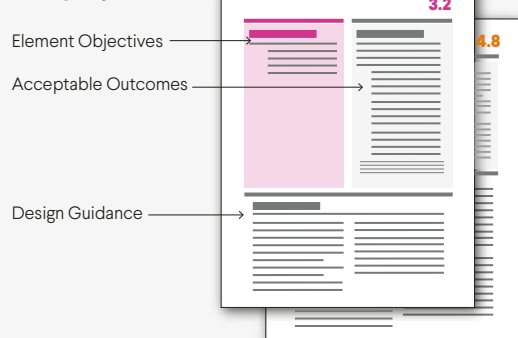 3.2
4.8
Element Objectives
Acceptable Outcomes
Design Guidance